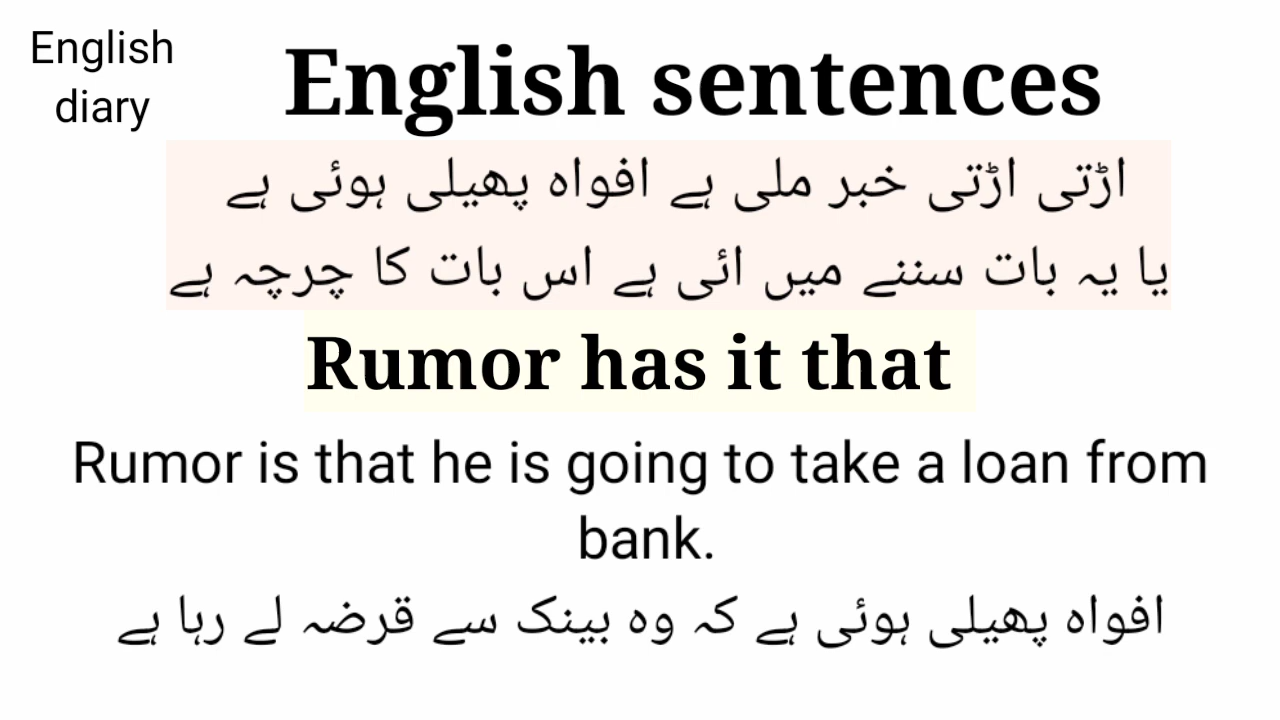 English
diary
English sentences
اڑتی اڑتی خبر ملی ہے افواہ پھیلی ہوئی ہے
یا یہ بات سننے میں ائی ہے اس بات کا چرچہ ہے
Rumor has it that
Rumor is that he is going to take a loan from
bank.
افواہ پھیلی ہوئی ہے کہ وہ بینک سے قرضہ لے رہا ہے